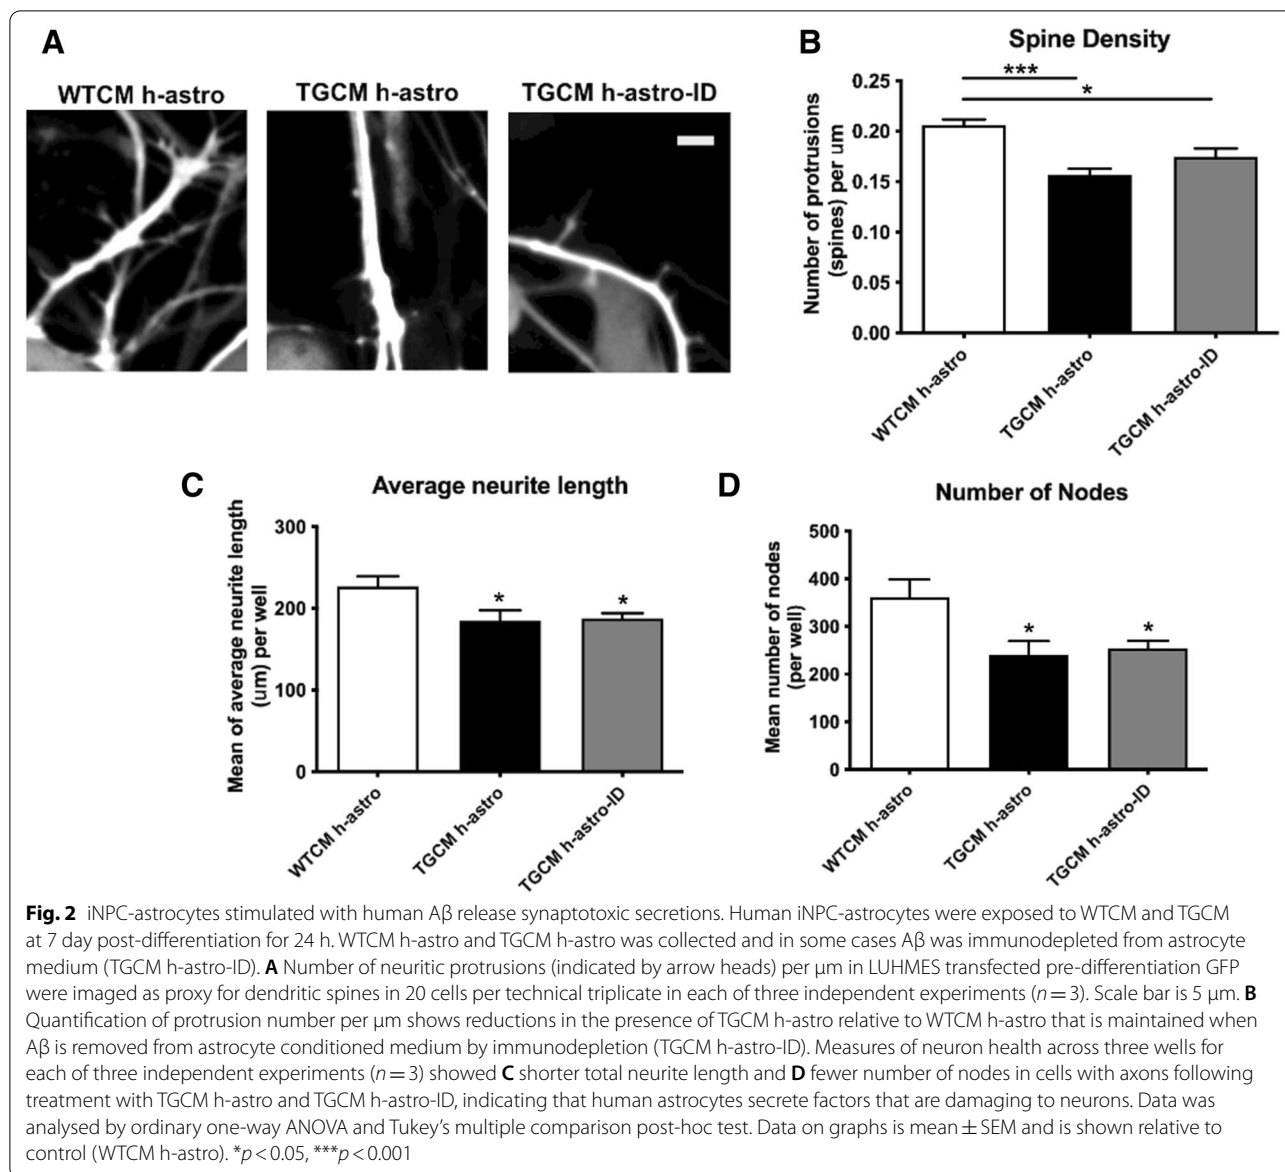 A
WTCM h-astro
TGCM h-astro
TGCM h-astro-ID
B
Spine Density
***
*
Number of protrusions
(spines) per um
0.25
0.20
0.15
0.10
0.05
0.00
WTCM h-astro
TGCM h-astro
TGCM h-astro-ID
C
Average neurite length
Mean of average neurite length
(um) per well
300
200
100
0
*
*
WTCM h-astro
TGCM h-astro
TGCM h-astro-ID
D
Number of Nodes
Mean number of nodes
(per well)
500
400
300
200
100
0
*
*
WTCM h-astro
TGCM h-astro
TGCM h-astro-ID
Fig. 2 iNPC-astrocytes stimulated with human Aβ release synaptotoxic secretions. Human iNPC-astrocytes were exposed to WTCM and TGCM
at 7 day post-differentiation for 24 h. WTCM h-astro and TGCM h-astro was collected and in some cases Aβ was immunodepleted from astrocyte
medium (TGCM h-astro-ID). A Number of neuritic protrusions (indicated by arrow heads) per μm in LUHMES transfected pre-differentiation GFP
were imaged as proxy for dendritic spines in 20 cells per technical triplicate in each of three independent experiments (n = 3). Scale bar is 5 μm. B
Quantification of protrusion number per μm shows reductions in the presence of TGCM h-astro relative to WTCM h-astro that is maintained when
Aβ is removed from astrocyte conditioned medium by immunodepletion (TGCM h-astro-ID). Measures of neuron health across three wells for
each of three independent experiments (n = 3) showed C shorter total neurite length and D fewer number of nodes in cells with axons following
treatment with TGCM h-astro and TGCM h-astro-ID, indicating that human astrocytes secrete factors that are damaging to neurons. Data was
analysed by ordinary one-way ANOVA and Tukey's multiple comparison post-hoc test. Data on graphs is mean ± SEM and is shown relative to
control (WTCM h-astro). *p < 0.05, ***p < 0.001